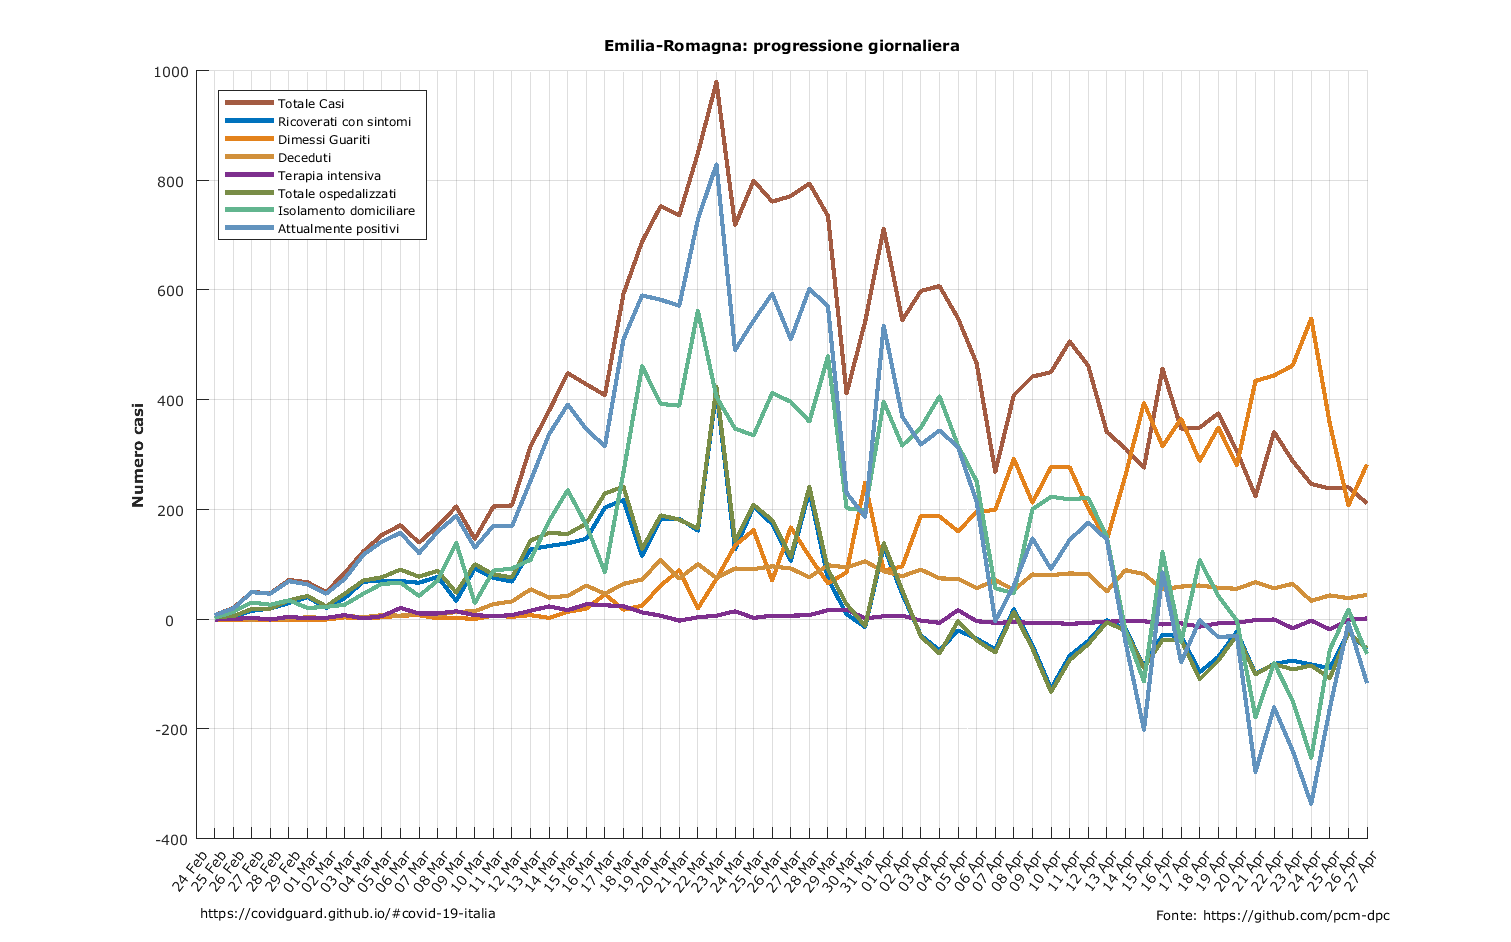 Emilia-Romagna: progressione giornaliera
1000
800
600
400
200
0
-200
-400
Numero casi
Totale Casi
Ricoverati con sintomi
Dimessi Guariti
Deceduti
Terapia intensiva
Totale ospedalizzati
Isolamento domiciliare
Attualmente positivi
24 Feb
25 Feb
26 Feb
27 Feb
28 Feb
29 Feb
01 Mar
02 Mar
03 Mar
04 Mar
05 Mar
06 Mar
07 Mar
08 Mar
09 Mar
10 Mar
11 Mar
12 Mar
13 Mar
14 Mar
15 Mar
16 Mar
17 Mar
18 Mar
19 Mar
20 Mar
21 Mar
22 Mar
23 Mar
24 Mar
25 Mar
26 Mar
27 Mar
28 Mar
29 Mar
30 Mar
31 Mar
01 Apr
02 Apr
03 Apr
04 Apr
05 Apr
06 Apr
07 Apr
08 Apr
09 Apr
10 Apr
11 Apr
12 Apr
13 Apr
14 Apr
15 Apr
16 Apr
17 Apr
18 Apr
19 Apr
20 Apr
21 Apr
22 Apr
23 Apr
24 Apr
25 Apr
26 Apr
27 Apr
https://covidguard.github.io/#covid-19-italia
Fonte: https://github.com/pcm-dpc